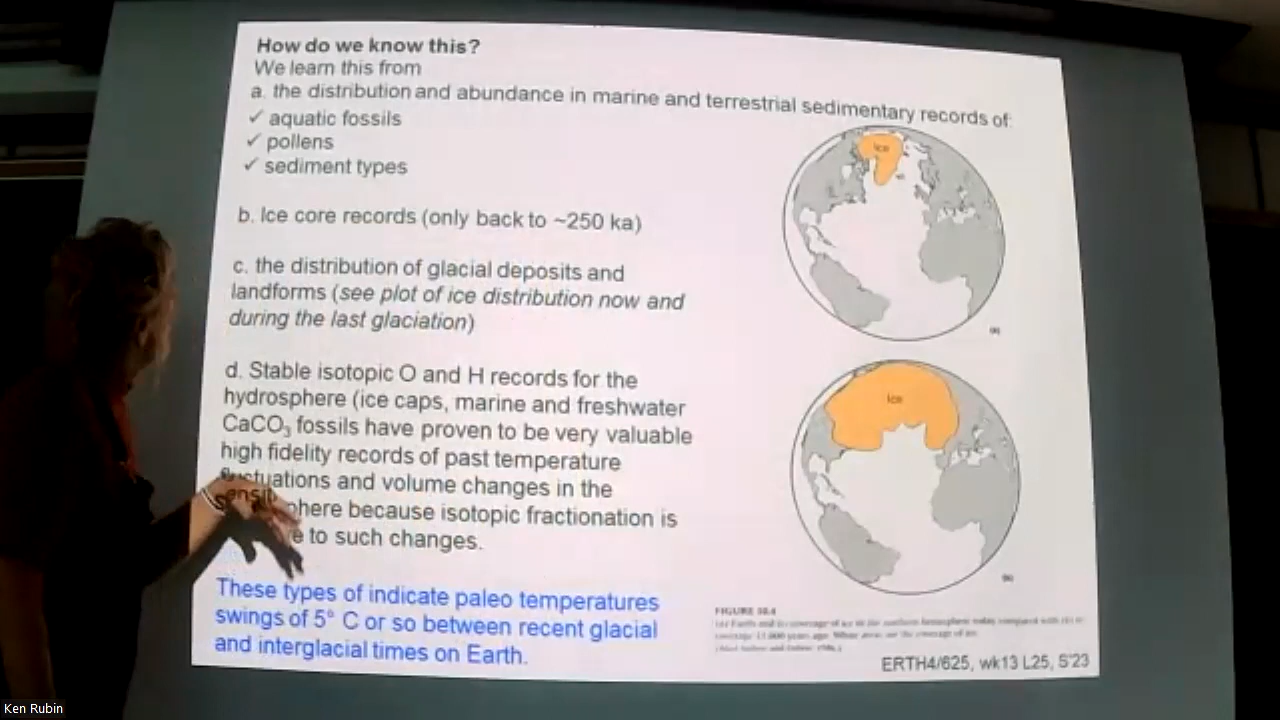 How do we know this?
We learn this from
a. the distribution and abundance in marine and terrestrial sedimentary records of:
✓ aquatic fossils
✓ pollens
✓ sediment types
b. Ice core records (only back to ~250 ka)
c. the distribution of glacial deposits and
landforms (see plot of ice distribution now and
during the last glaciation)
d. Stable isotopic O and H records for the
hydrosphere (ice caps, marine and freshwater
CaCO3 fossils have proven to be very valuable
high fidelity records of past temperature
fluctuations and volume changes in the
because isotopic fractionation is
to such changes.
These types of indicate paleo temperatures
swings of 5° C or so between recent glacial
and interglacial times on Earth.
Ice
Ice
FIGURE
ERTH4/625, wk13 L25, S'23
Ken Rubin